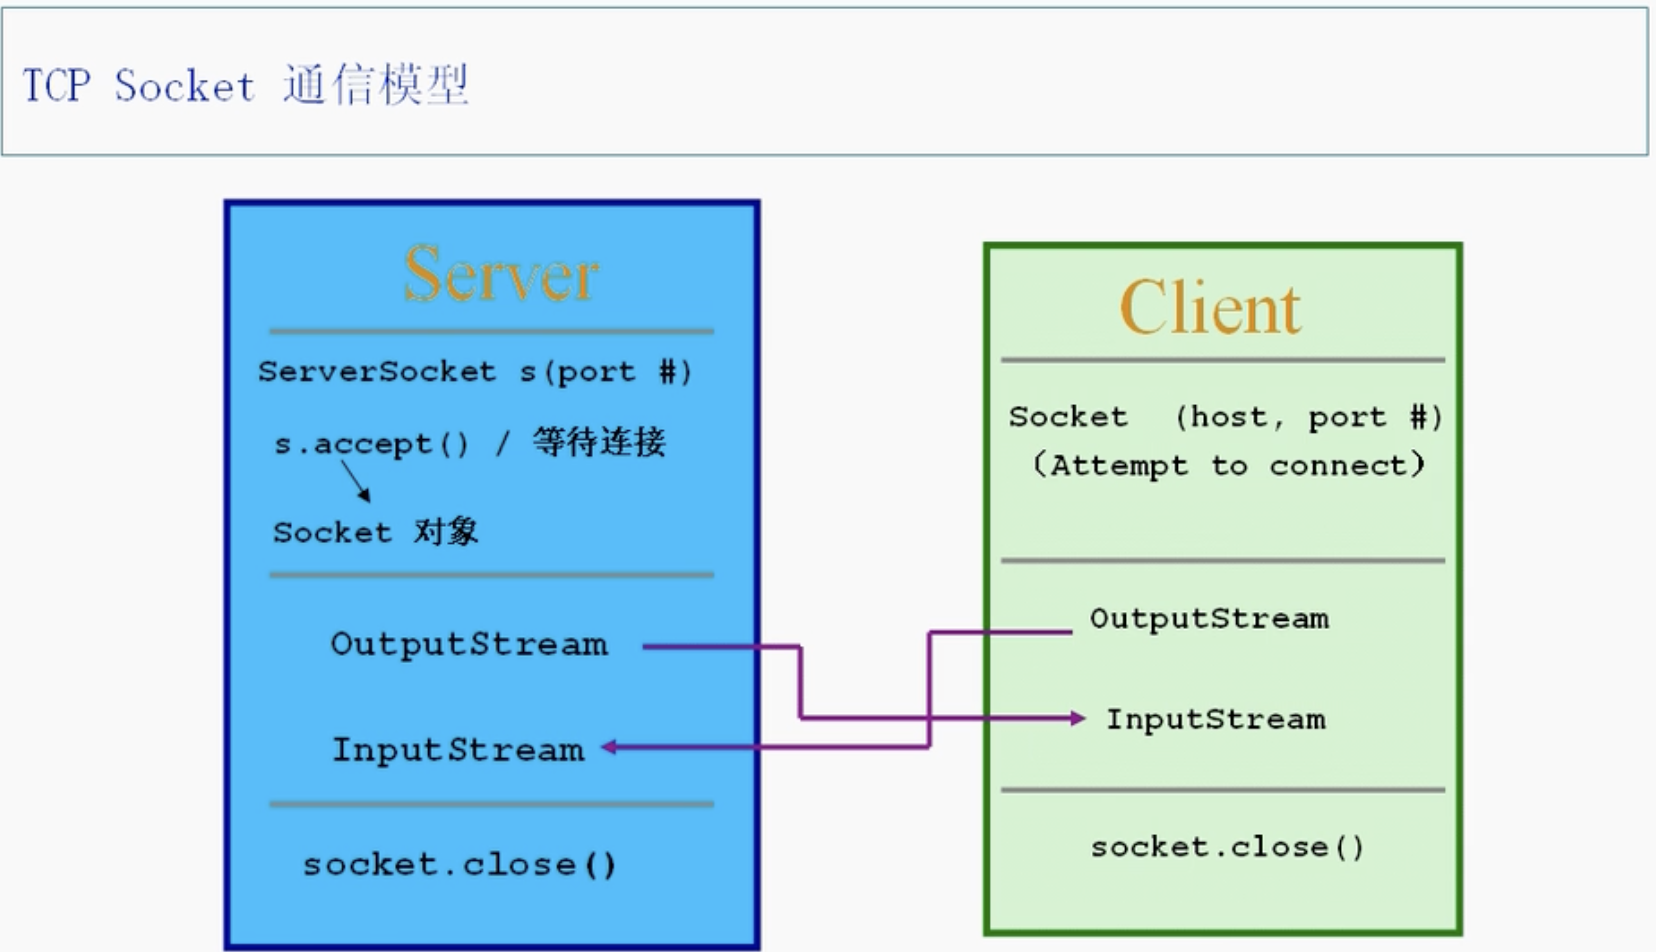 TCP Socket 通信模型
Server
ServerSocket s(port #)
s.accept() / 等待连接
Socket 对象
OutputStream
InputStream
socket.close()
Client
Socket (host, port #)
(Attempt to connect)
OutputStream
InputStream
socket.close()